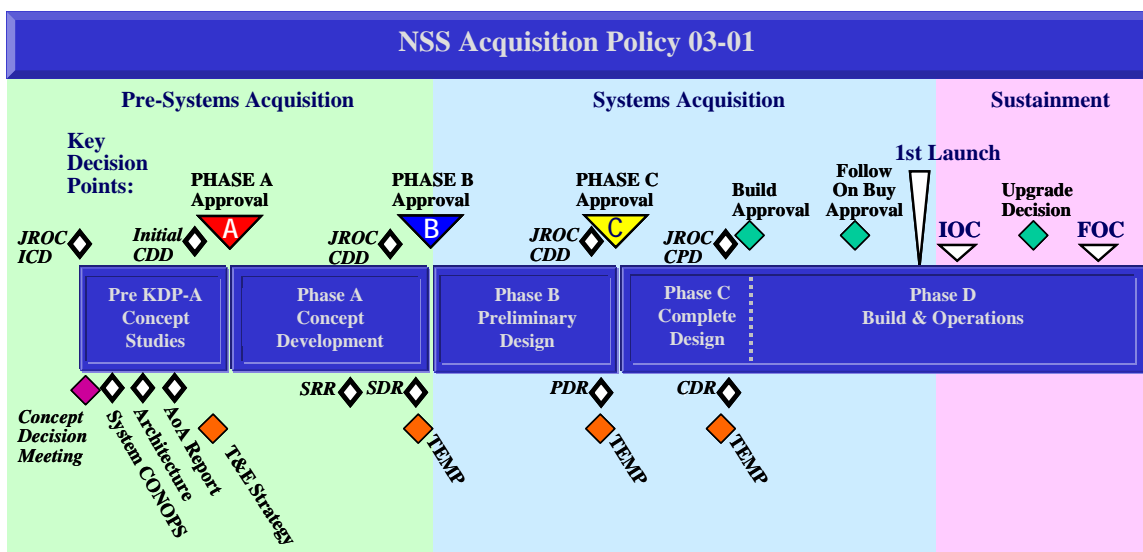 NSS Acquisition Policy 03-01
Pre-Systems Acquisition
Systems Acquisition
Sustainment
Key
Decision
Points:
PHASE A
Approval
PHASE B
Approval
PHASE C
Approval
Build
Approval
Follow
On Buy
Approval
1st Launch
Upgrade
Decision
A
B
C
JROC
ICD
Initial
CDD
JROC
CDD
JROC
CDD
JROC
CPD
IOC
FOC
Pre KDP-A
Concept
Studies
Phase A
Concept
Development
Phase B
Preliminary
Design
Phase C
Complete
Design
Phase D
Build & Operations
SRR
SDR
PDR
CDR
Concept
Decision
Meeting
System CONOPS
Architecture
AoA Report
T&E Strategy
TEMP
TEMP
TEMP